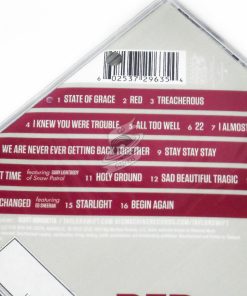 6 02537 29635 4
1 STATE OF GRACE 2 RED 3 TREACHEROUS
4 I KNEW YOU WERE TROUBLE. 5 ALL TOO WELL 6 22 7 I ALMOS
WE ARE NEVER EVER GETTING BACK TOGETHER 9 STAY STAY STAY
T TIME featuring GARY LIGHTBODY of Snow Patrol 11 HOLY GROUND 12 SAD BEAUTIFUL TRAGIC
CHANGED featuring ED SHEERAN 15 STARLIGHT 16 BEGIN AGAIN
RED